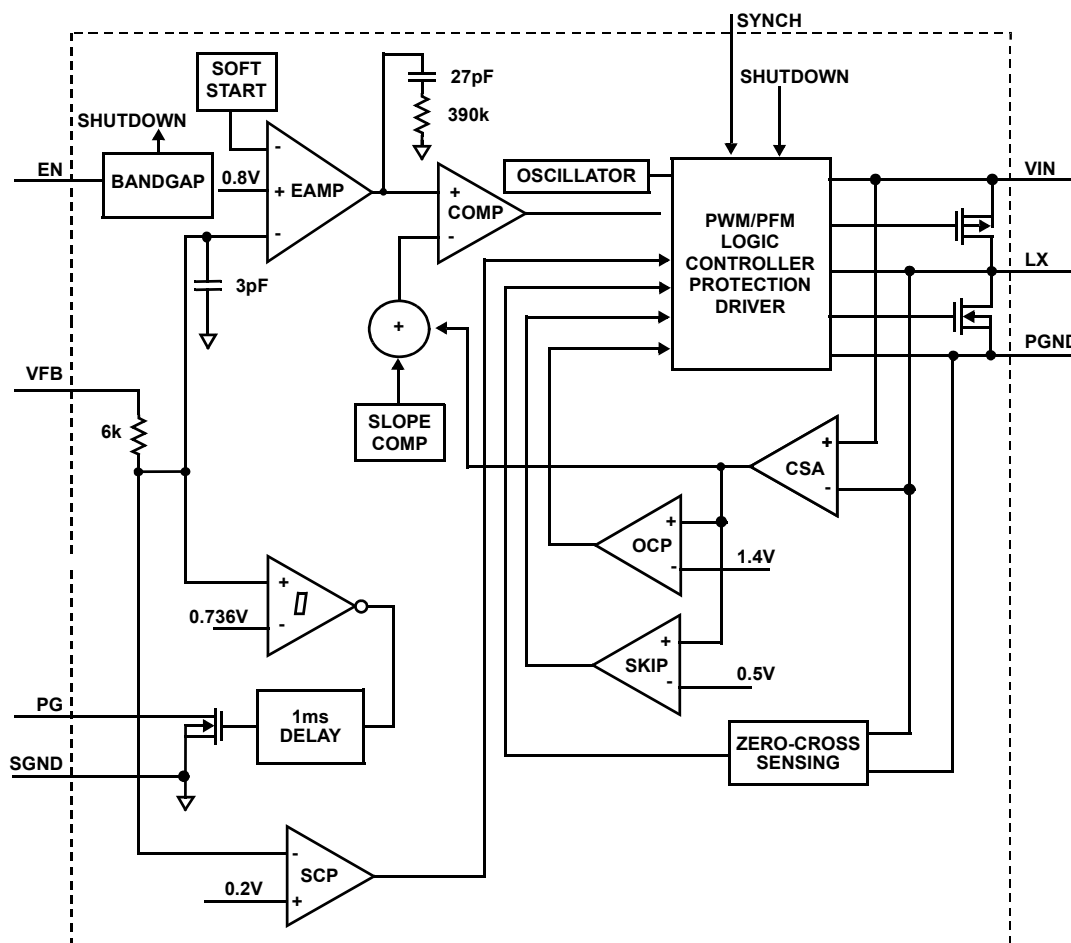 SYNCH
SHUTDOWN
SOFT
START
27pF
390k
SHUTDOWN
EN
BANDGAP
0.8V
-
+
-
EAMP
+
-
COMP
OSCILLATOR
PWM/PFM
LOGIC
CONTROLLER
PROTECTION
DRIVER
VIN
LX
PGND
3pF
+
VFB
6k
SLOPE
COMP
+
-
CSA
+
-
OCP
1.4V
+
-
0.736V
+
-
SKIP
0.5V
PG
1ms
DELAY
SGND
ZERO-CROSS
SENSING
-
+
SCP
0.2V